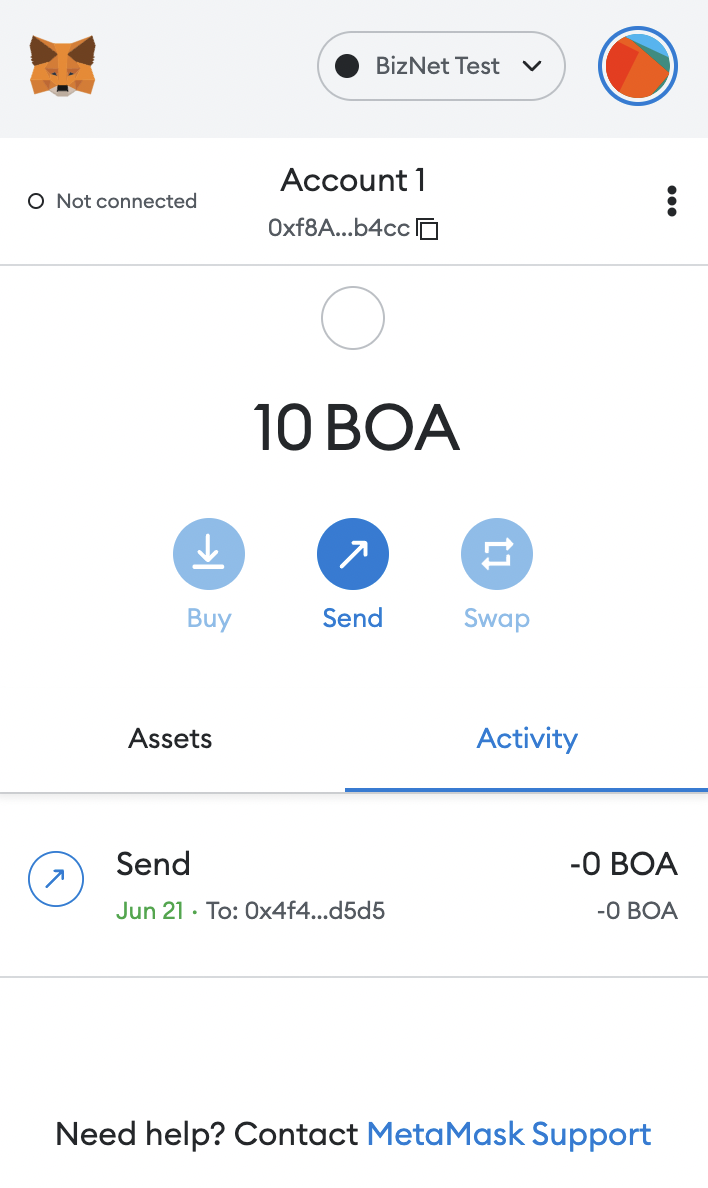 BizNet Test
Not connected
Account 1
0xf8A...b4cc
10 BOA
Buy
Send
Swap
Assets
Activity
Send
-0 BOA
Jun 21 · To: 0x4f4...d5d5
-0 BOA
Need help? Contact MetaMask Support